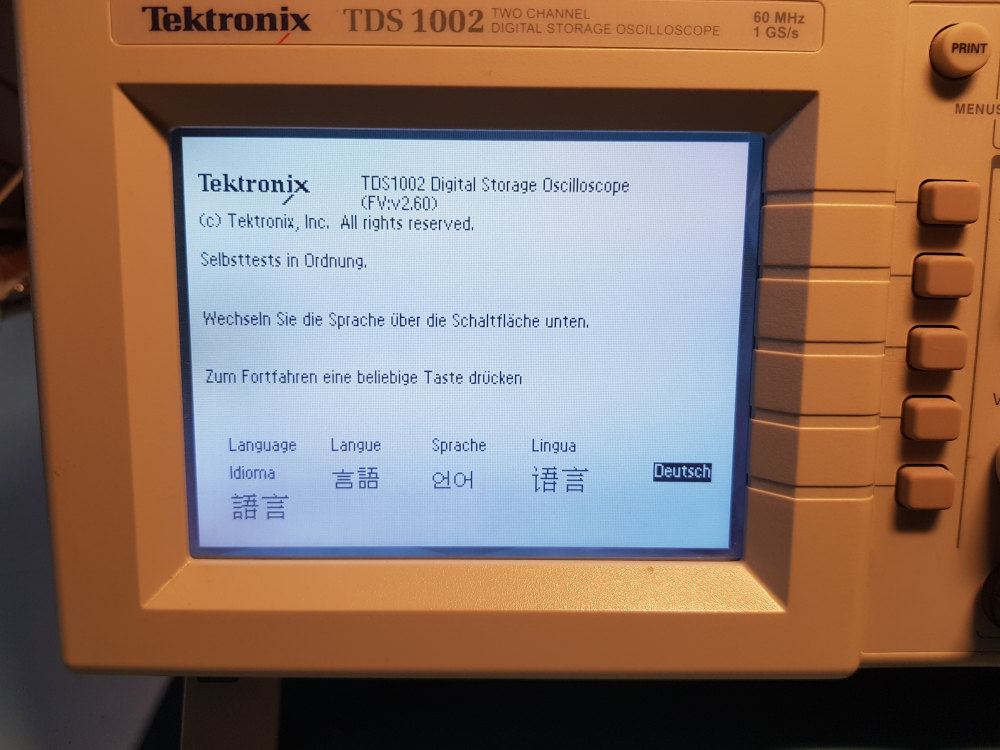 Tektronix TDS 1002 TWO CHANNEL DIGITAL STORAGE OSCILLOSCOPE 60 MHz 1 GS/s
PRINT
MENUS
Tektronix TDS1002 Digital Storage Oscilloscope
(FV:v2.60)
(c) Tektronix, Inc. All rights reserved.
Selbsttests in Ordnung.
Wechseln Sie die Sprache über die Schaltfläche unten.
Zum Fortfahren eine beliebige Taste drücken
Language Langue Sprache Lingua
Idioma 言語 언어 语言 Deutsch
語言